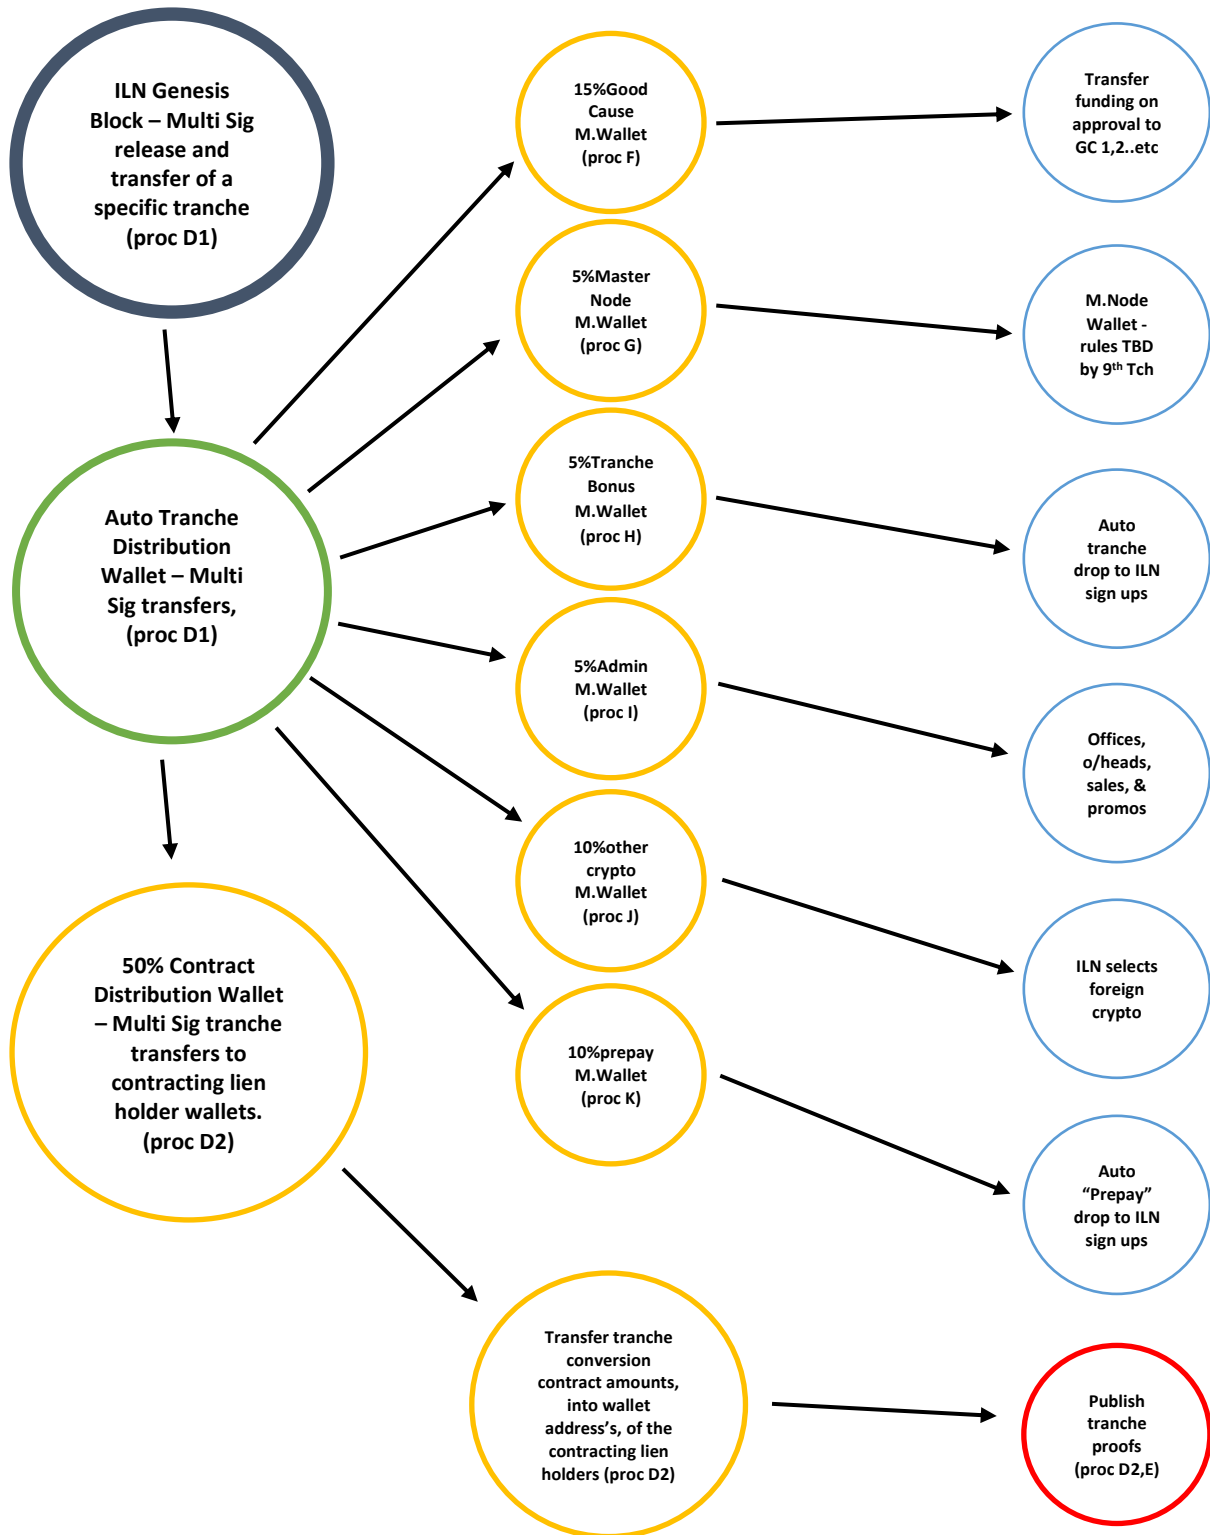 ILN Genesis
Block – Multi Sig
release and
transfer of a
specific tranche
(proc D1)
15%Good
Cause
M.Wallet
(proc F)
Transfer
funding on
approval to
GC 1,2..etc
5%Master
Node
M.Wallet
(proc G)
M.Node
Wallet -
rules TBD
by 9th Tch
Auto Tranche
Distribution
Wallet – Multi
Sig transfers,
(proc D1)
5%Tranche
Bonus
M.Wallet
(proc H)
Auto
tranche
drop to ILN
sign ups
5%Admin
M.Wallet
(proc I)
Offices,
o/heads,
sales, &
promos
10%other
crypto
M.Wallet
(proc J)
ILN selects
foreign
crypto
50% Contract
Distribution Wallet
– Multi Sig tranche
transfers to
contracting lien
holder wallets.
(proc D2)
10%prepay
M.Wallet
(proc K)
Auto
“Prepay”
drop to ILN
sign ups
Transfer tranche
conversion
contract amounts,
into wallet
address’s, of the
contracting lien
holders (proc D2)
Publish
tranche
proofs
(proc D2,E)